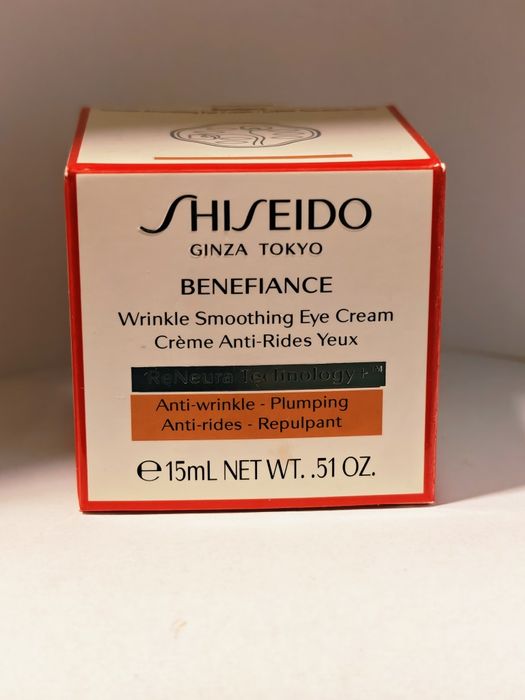 SHISEIDO
GINZA TOKYO
BENEFIANCE
Wrinkle Smoothing Eye Cream
Crème Anti-Rides Yeux
ReNeura Technology+™
Anti-wrinkle - Plumping
Anti-rides - Repulpant
℮ 15mL NET WT. .51 OZ.